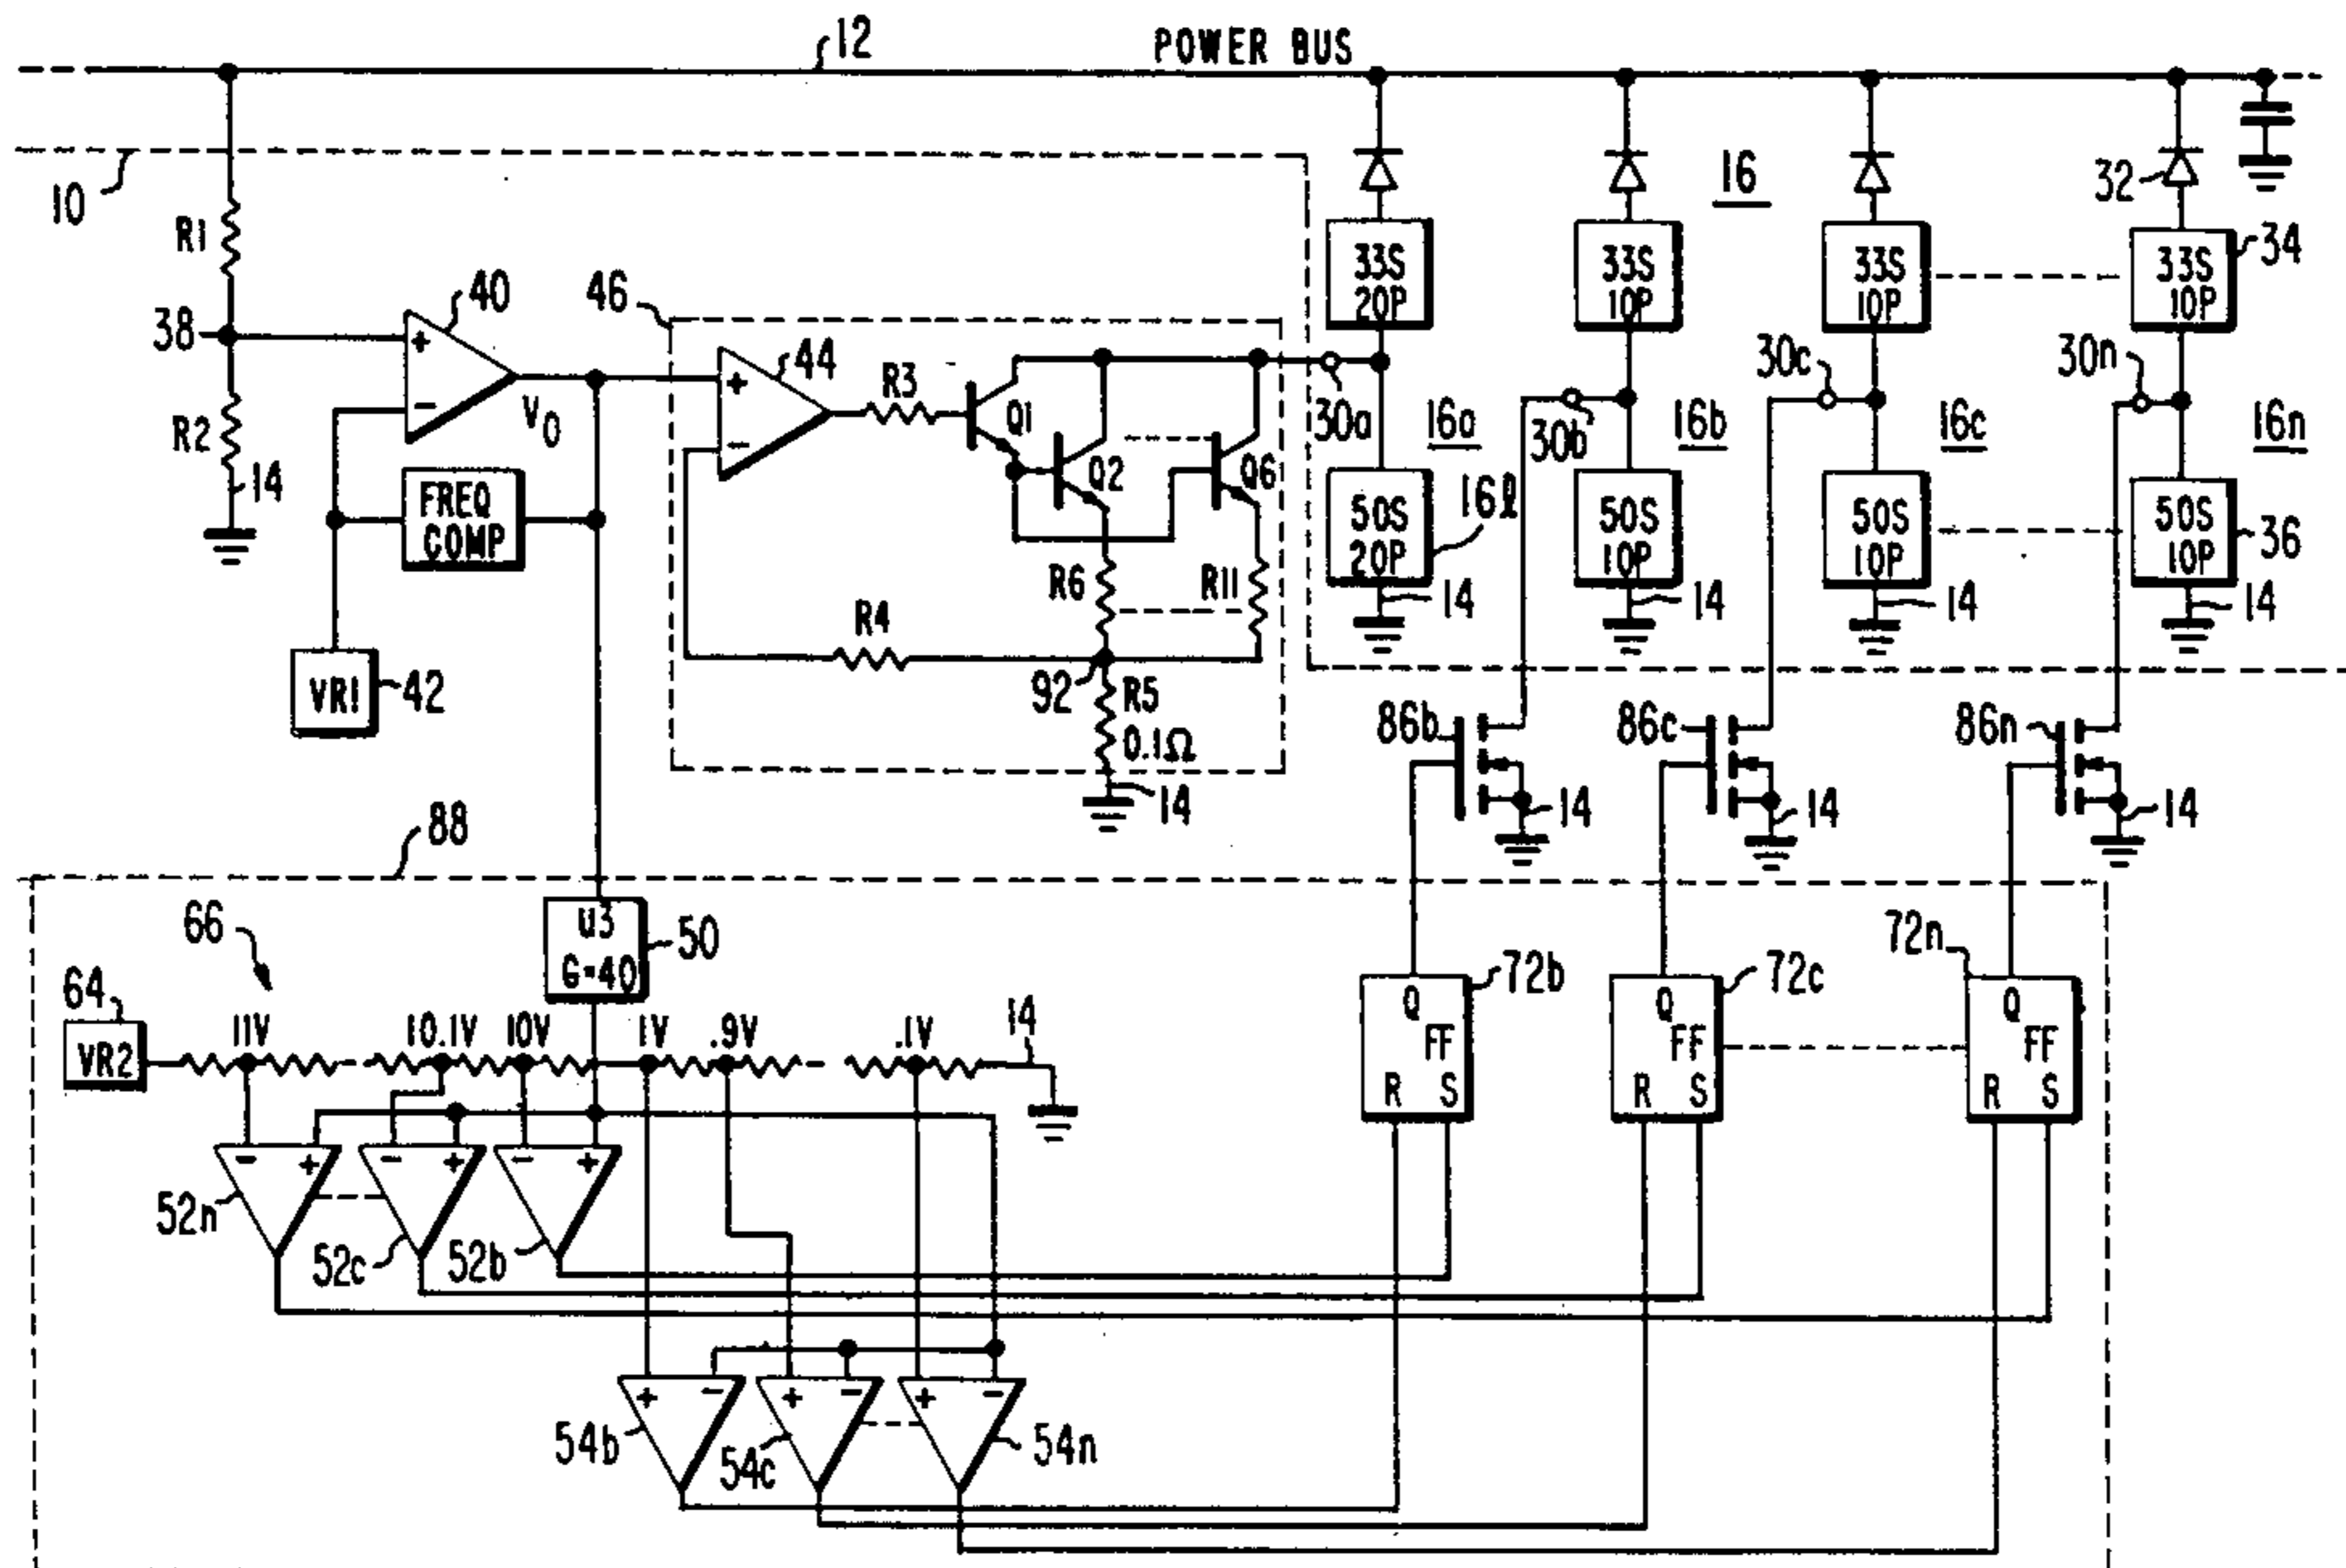 12
POWER BUS
10
R1
16
32
33S
20P
33S
10P
33S
10P
33S
10P
34
38
40
46
44
R3
Q1
Q2
Q6
30a
30b
30c
30n
R2
14
V0
16a
16b
16c
16n
FREQ
COMP
50S
20P
16l
50S
10P
50S
10P
50S
10P
36
R6
R11
14
14
14
14
R4
VR1
42
92
R5
0.1Ω
14
86b
86c
86n
14
14
14
88
66
u3
G=40
50
64
VR2
11V
10.1V
10V
1V
.9V
.1V
14
72b
Q
FF
R S
72c
Q
FF
R S
72n
Q
FF
R S
- +
- +
- +
52n
52c
52b
+ -
+ -
+ -
54b
54c
54n